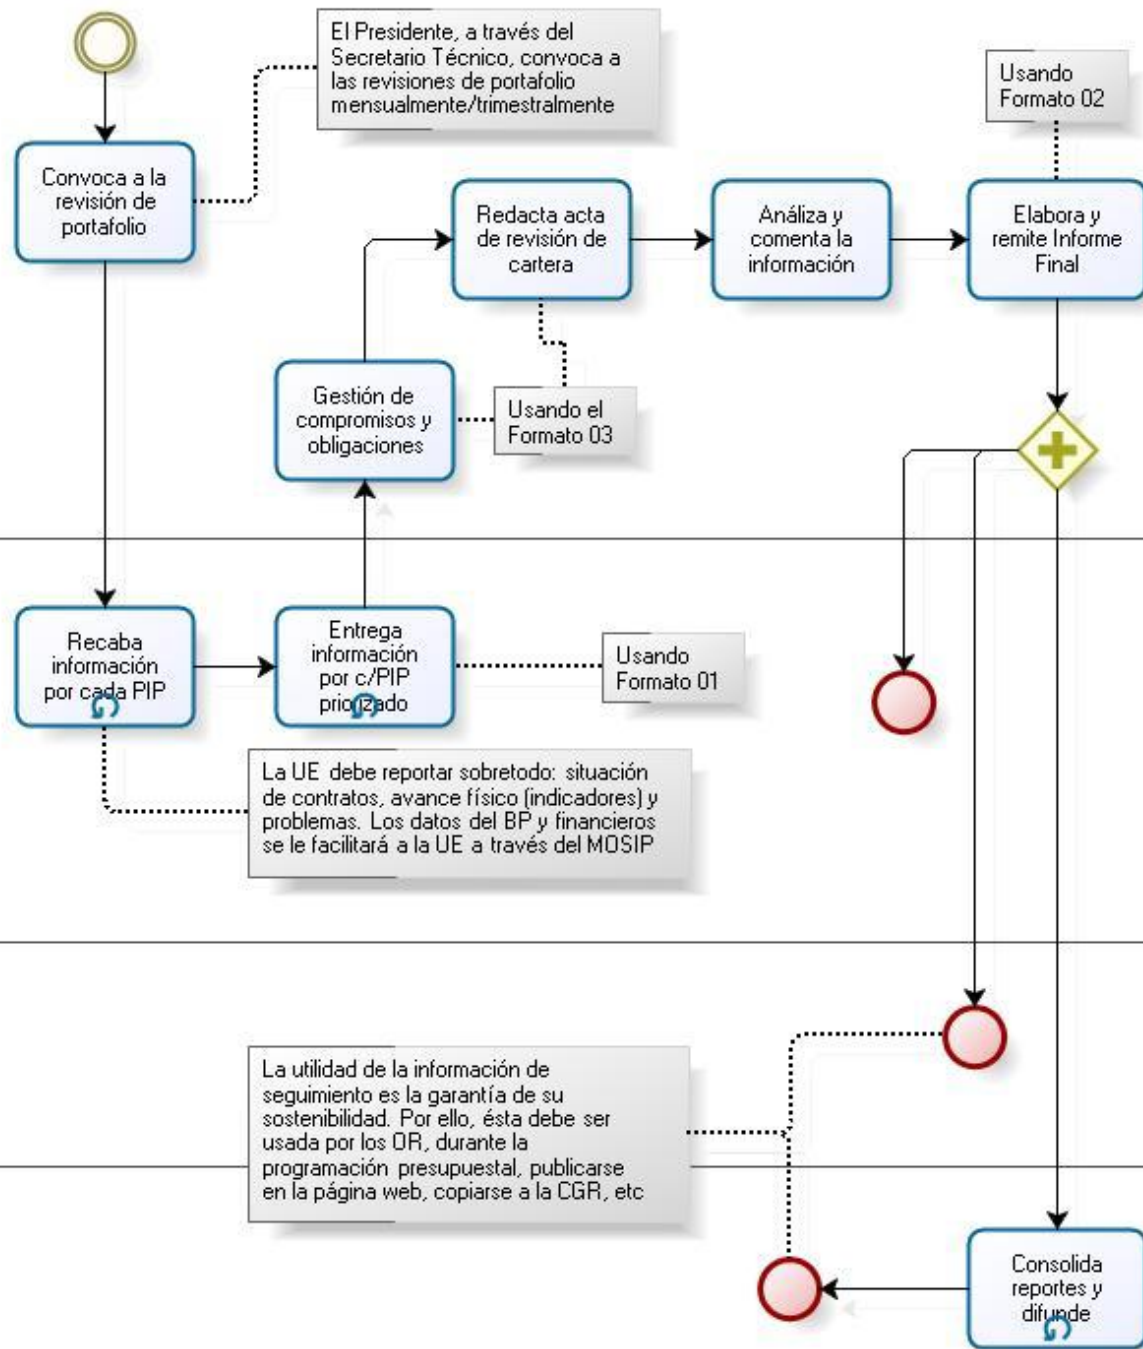 El Presidente, a través del
Secretario Técnico, convoca a
las revisiones de portafolio
mensualmente/trimestralmente
Usando
Formato 02
Convoca a la
revisión de
portafolio
Redacta acta
de revisión de
cartera
Análiza y
comenta la
información
Elabora y
remite Informe
Final
Gestión de
compromisos y
obligaciones
Usando el
Formato 03
Recaba
información
por cada PIP
Entrega
información
por c/PIP
priorizado
Usando
Formato 01
La UE debe reportar sobretodo: situación
de contratos, avance físico (indicadores) y
problemas. Los datos del BP y financieros
se le facilitará a la UE a través del MOSIP
La utilidad de la información de
seguimiento es la garantía de su
sostenibilidad. Por ello, ésta debe ser
usada por los OR, durante la
programación presupuestal, publicarse
en la página web, copiarse a la CGR, etc
Consolida
reportes y
difunde